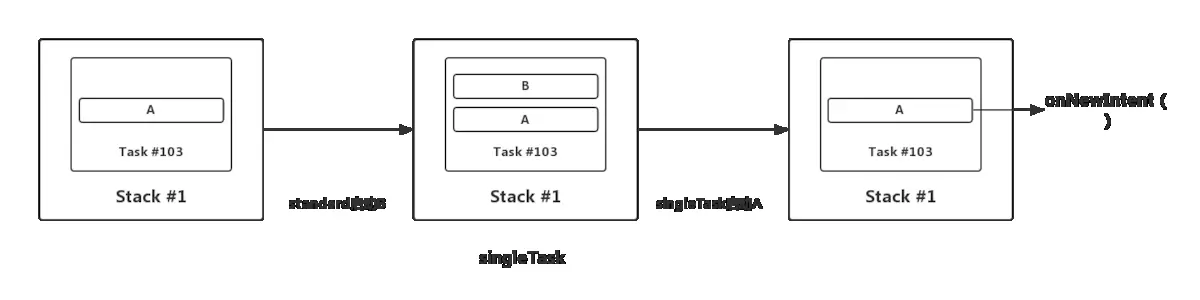 A
Task #103
Stack #1
standard启动B
B
A
Task #103
Stack #1
singleTask启动A
A
Task #103
Stack #1
onNewIntent (
)
singleTask